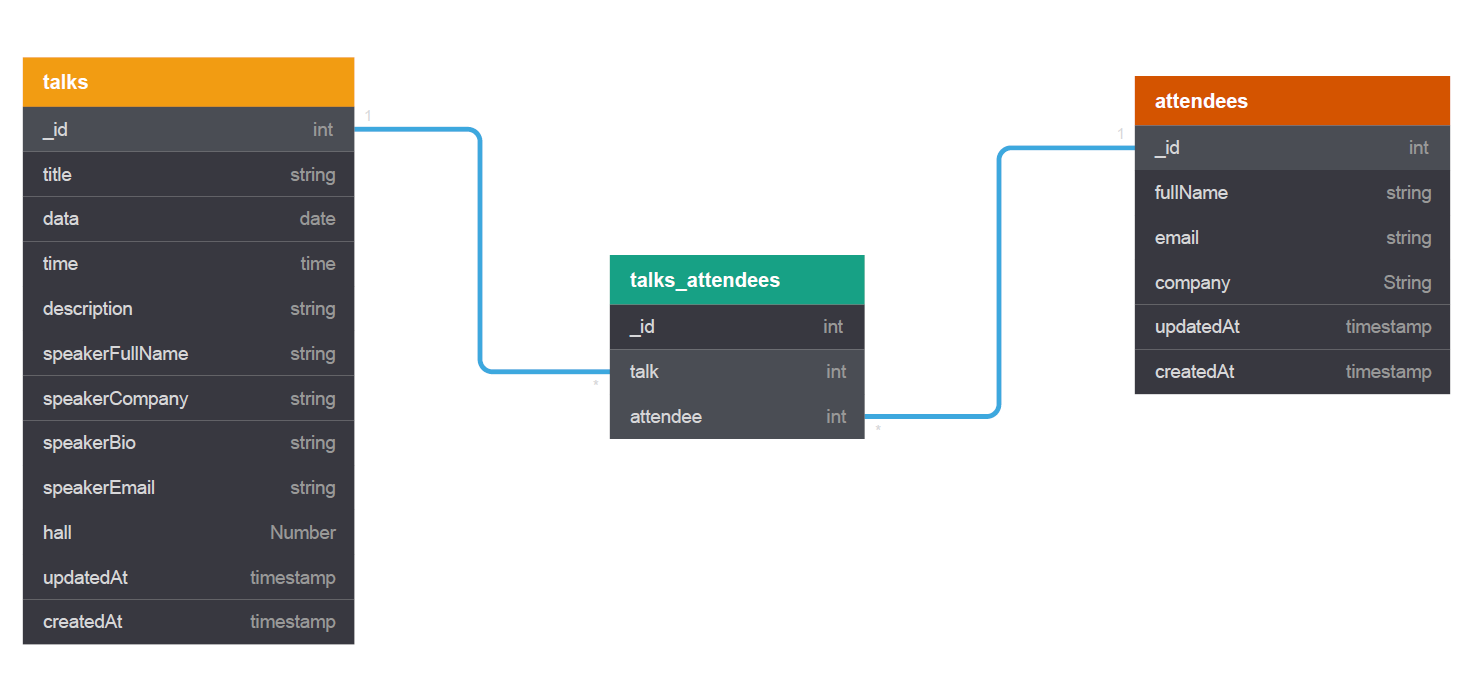 talks
_id int
title string
data date
time time
description string
speakerFullName string
speakerCompany string
speakerBio string
speakerEmail string
hall Number
updatedAt timestamp
createdAt timestamp
1
*
talks_attendees
_id int
talk int
attendee int
*
1
attendees
_id int
fullName string
email string
company String
updatedAt timestamp
createdAt timestamp